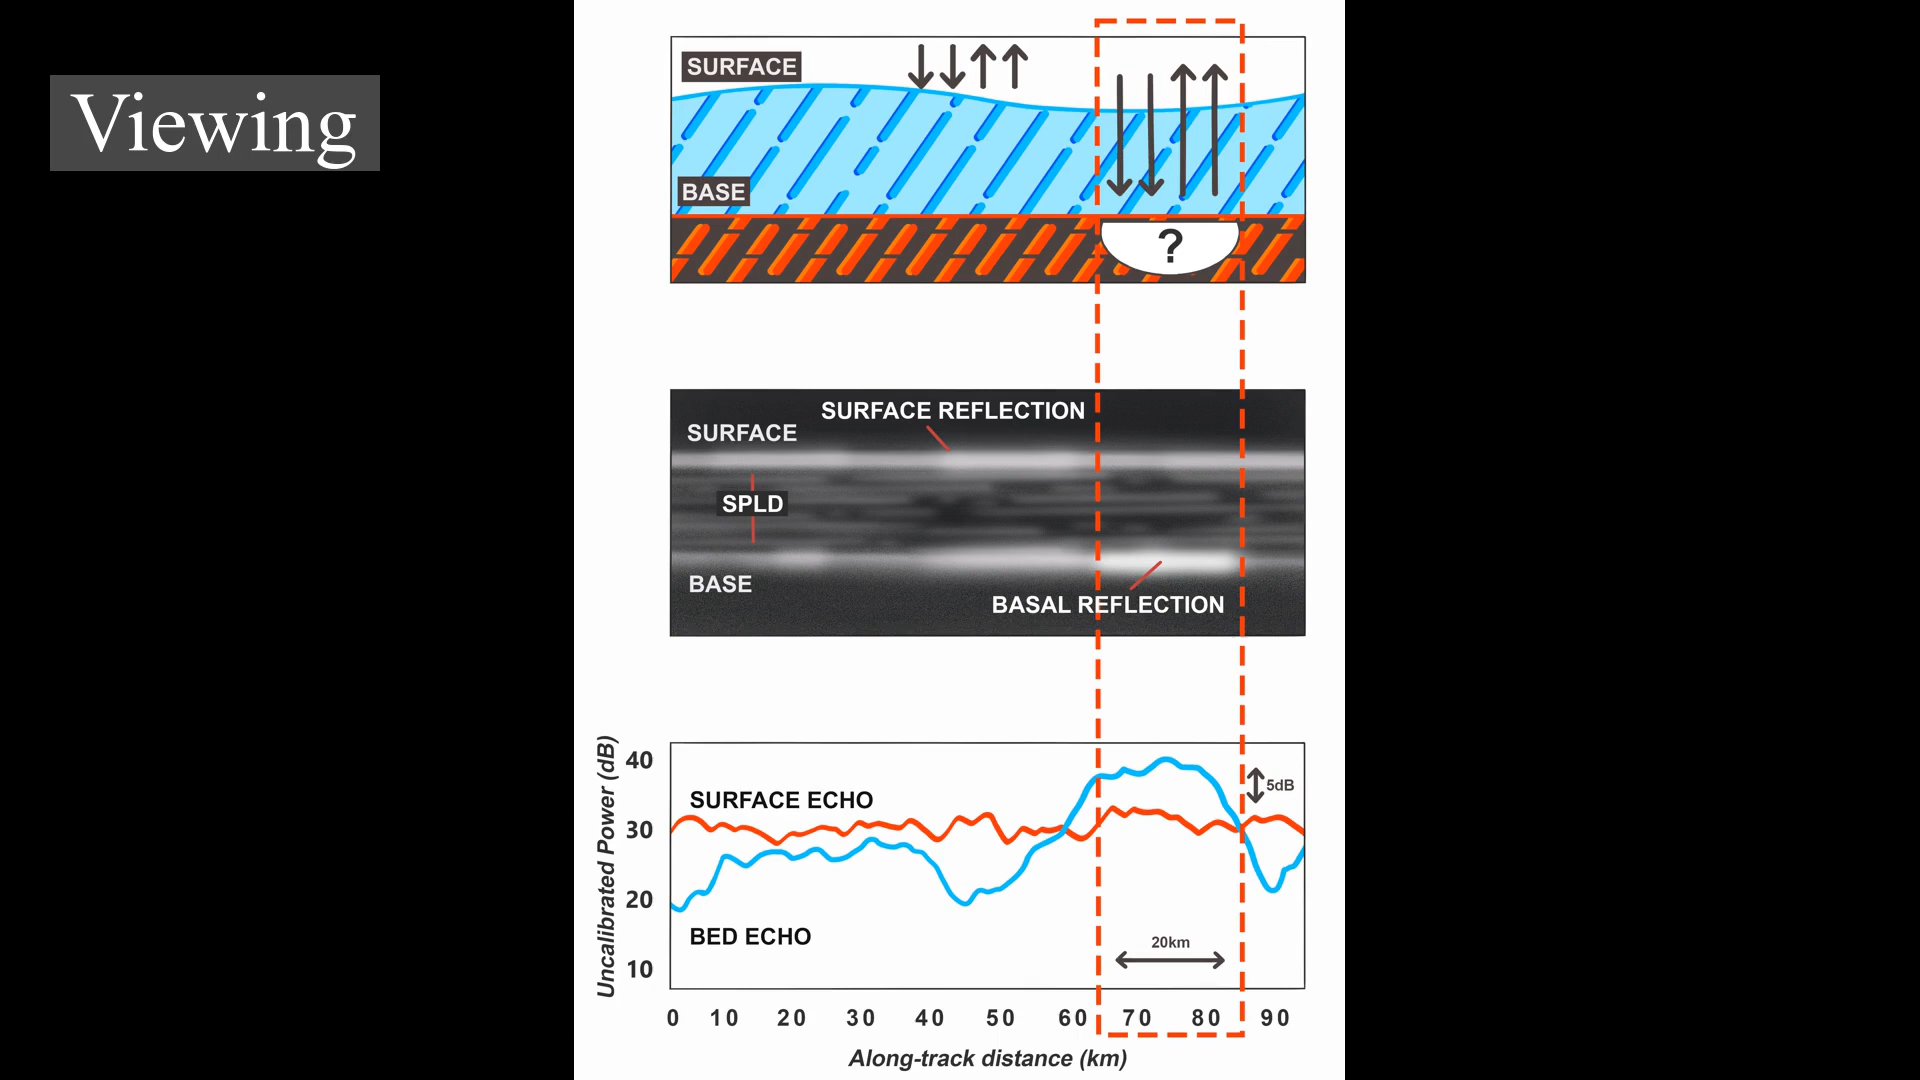 Viewing
SURFACE
BASE
?
SURFACE REFLECTION
SURFACE
SPLD
BASE
BASAL REFLECTION
Uncalibrated Power (dB)
40
30
20
10
SURFACE ECHO
5dB
BED ECHO
20km
0 10 20 30 40 50 60 70 80 90
Along-track distance (km)